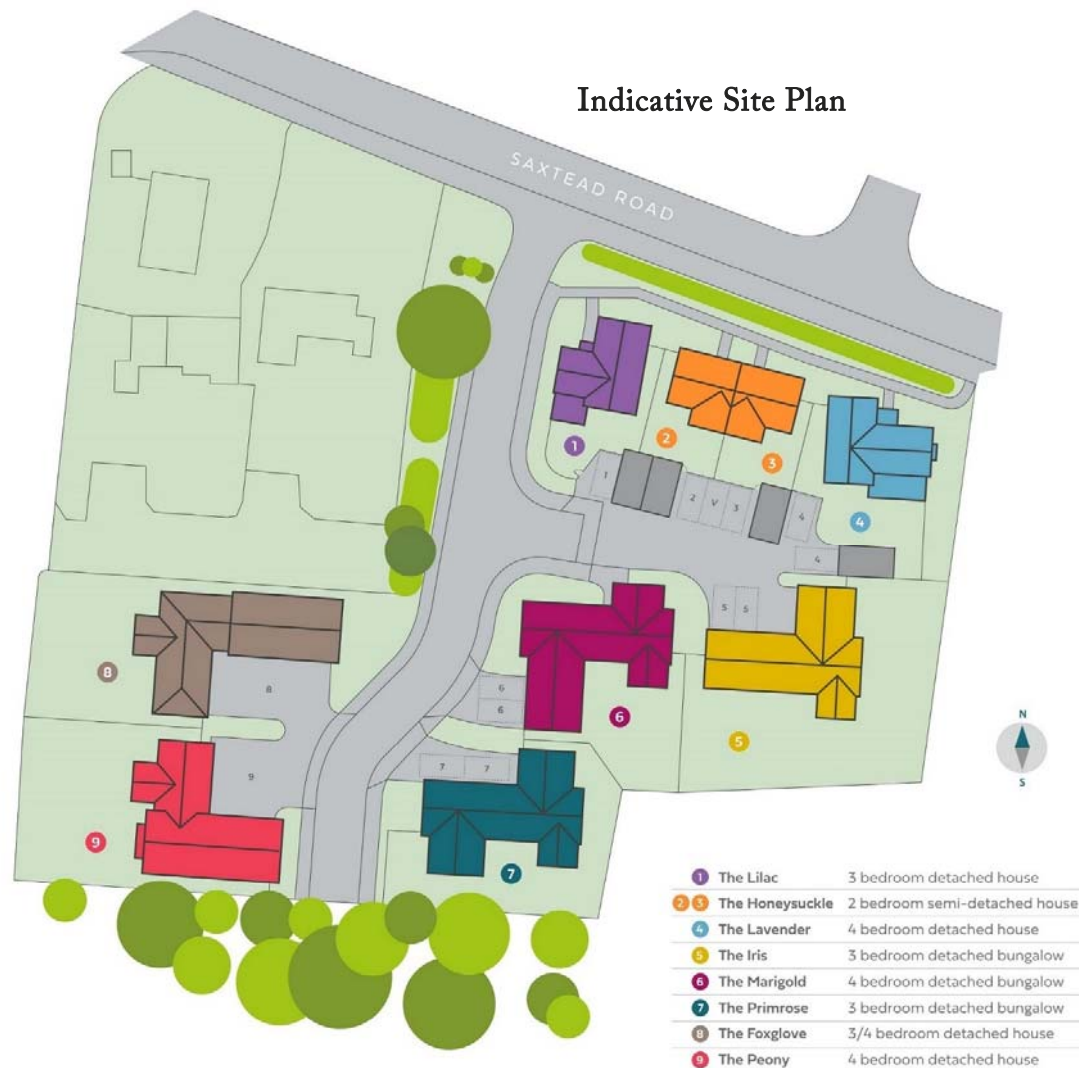 Indicative Site Plan
SAXTEAD ROAD
1
2
3
4
1
2
V
3
4
4
5
5
8
8
6
6
6
5
9
7
7
9
7
N
S
1 The Lilac 3 bedroom detached house
2 3 The Honeysuckle 2 bedroom semi-detached house
4 The Lavender 4 bedroom detached house
5 The Iris 3 bedroom detached bungalow
6 The Marigold 4 bedroom detached bungalow
7 The Primrose 3 bedroom detached bungalow
8 The Foxglove 3/4 bedroom detached house
9 The Peony 4 bedroom detached house